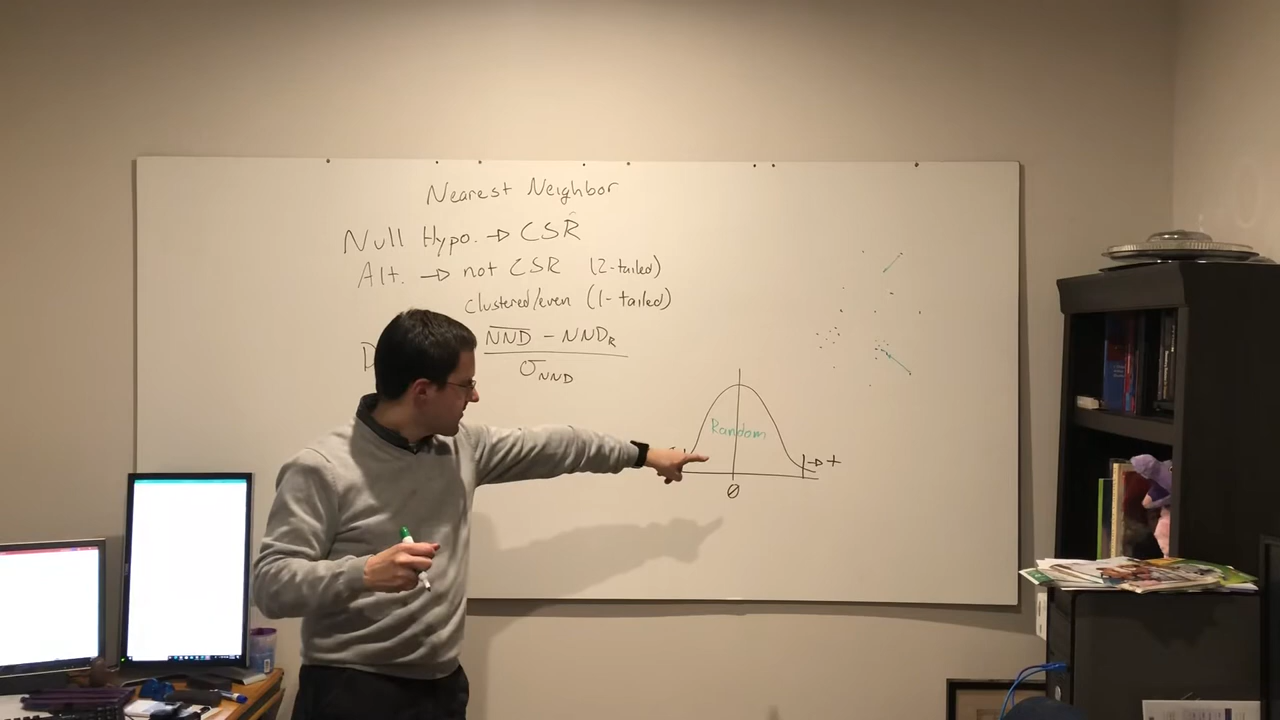 Nearest Neighbor
Null Hypo. → CSR
Alt. → not CSR (2-tailed)
clustered/even (1-tailed)
NND - NND_R
σ_NND
Random
→ +
0